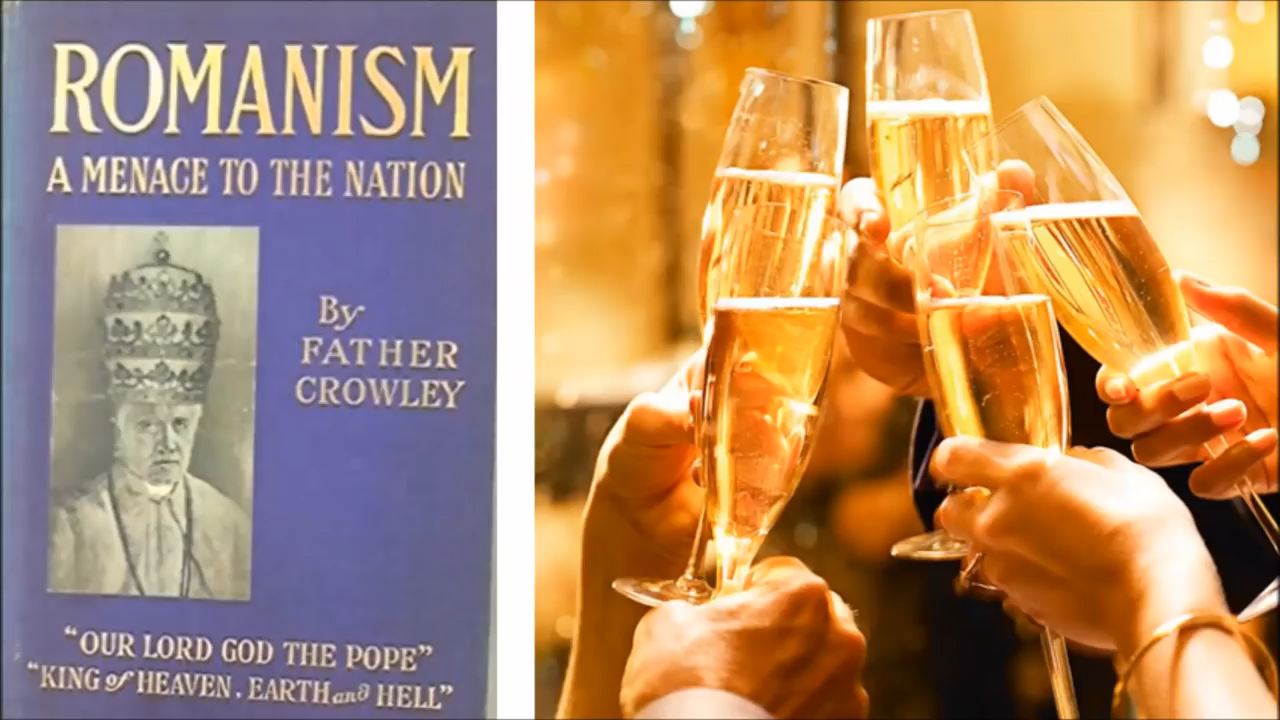 ROMANISM
A MENACE TO THE NATION
By
FATHER
CROWLEY
"OUR LORD GOD THE POPE"
"KING of HEAVEN, EARTH and HELL"